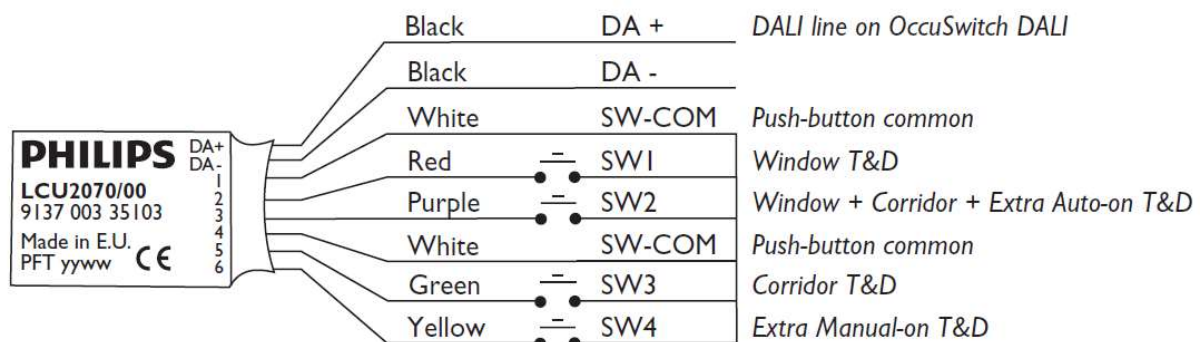 Black DA + DALI line on OccuSwitch DALI
Black DA -
White SW-COM Push-button common
Red SW1 Window T&D
Purple SW2 Window + Corridor + Extra Auto-on T&D
White SW-COM Push-button common
Green SW3 Corridor T&D
Yellow SW4 Extra Manual-on T&D
PHILIPS
LCU2070/00
9137 003 35103
Made in E.U.
PFT yyww CE
DA+
DA-
1
2
3
4
5
6